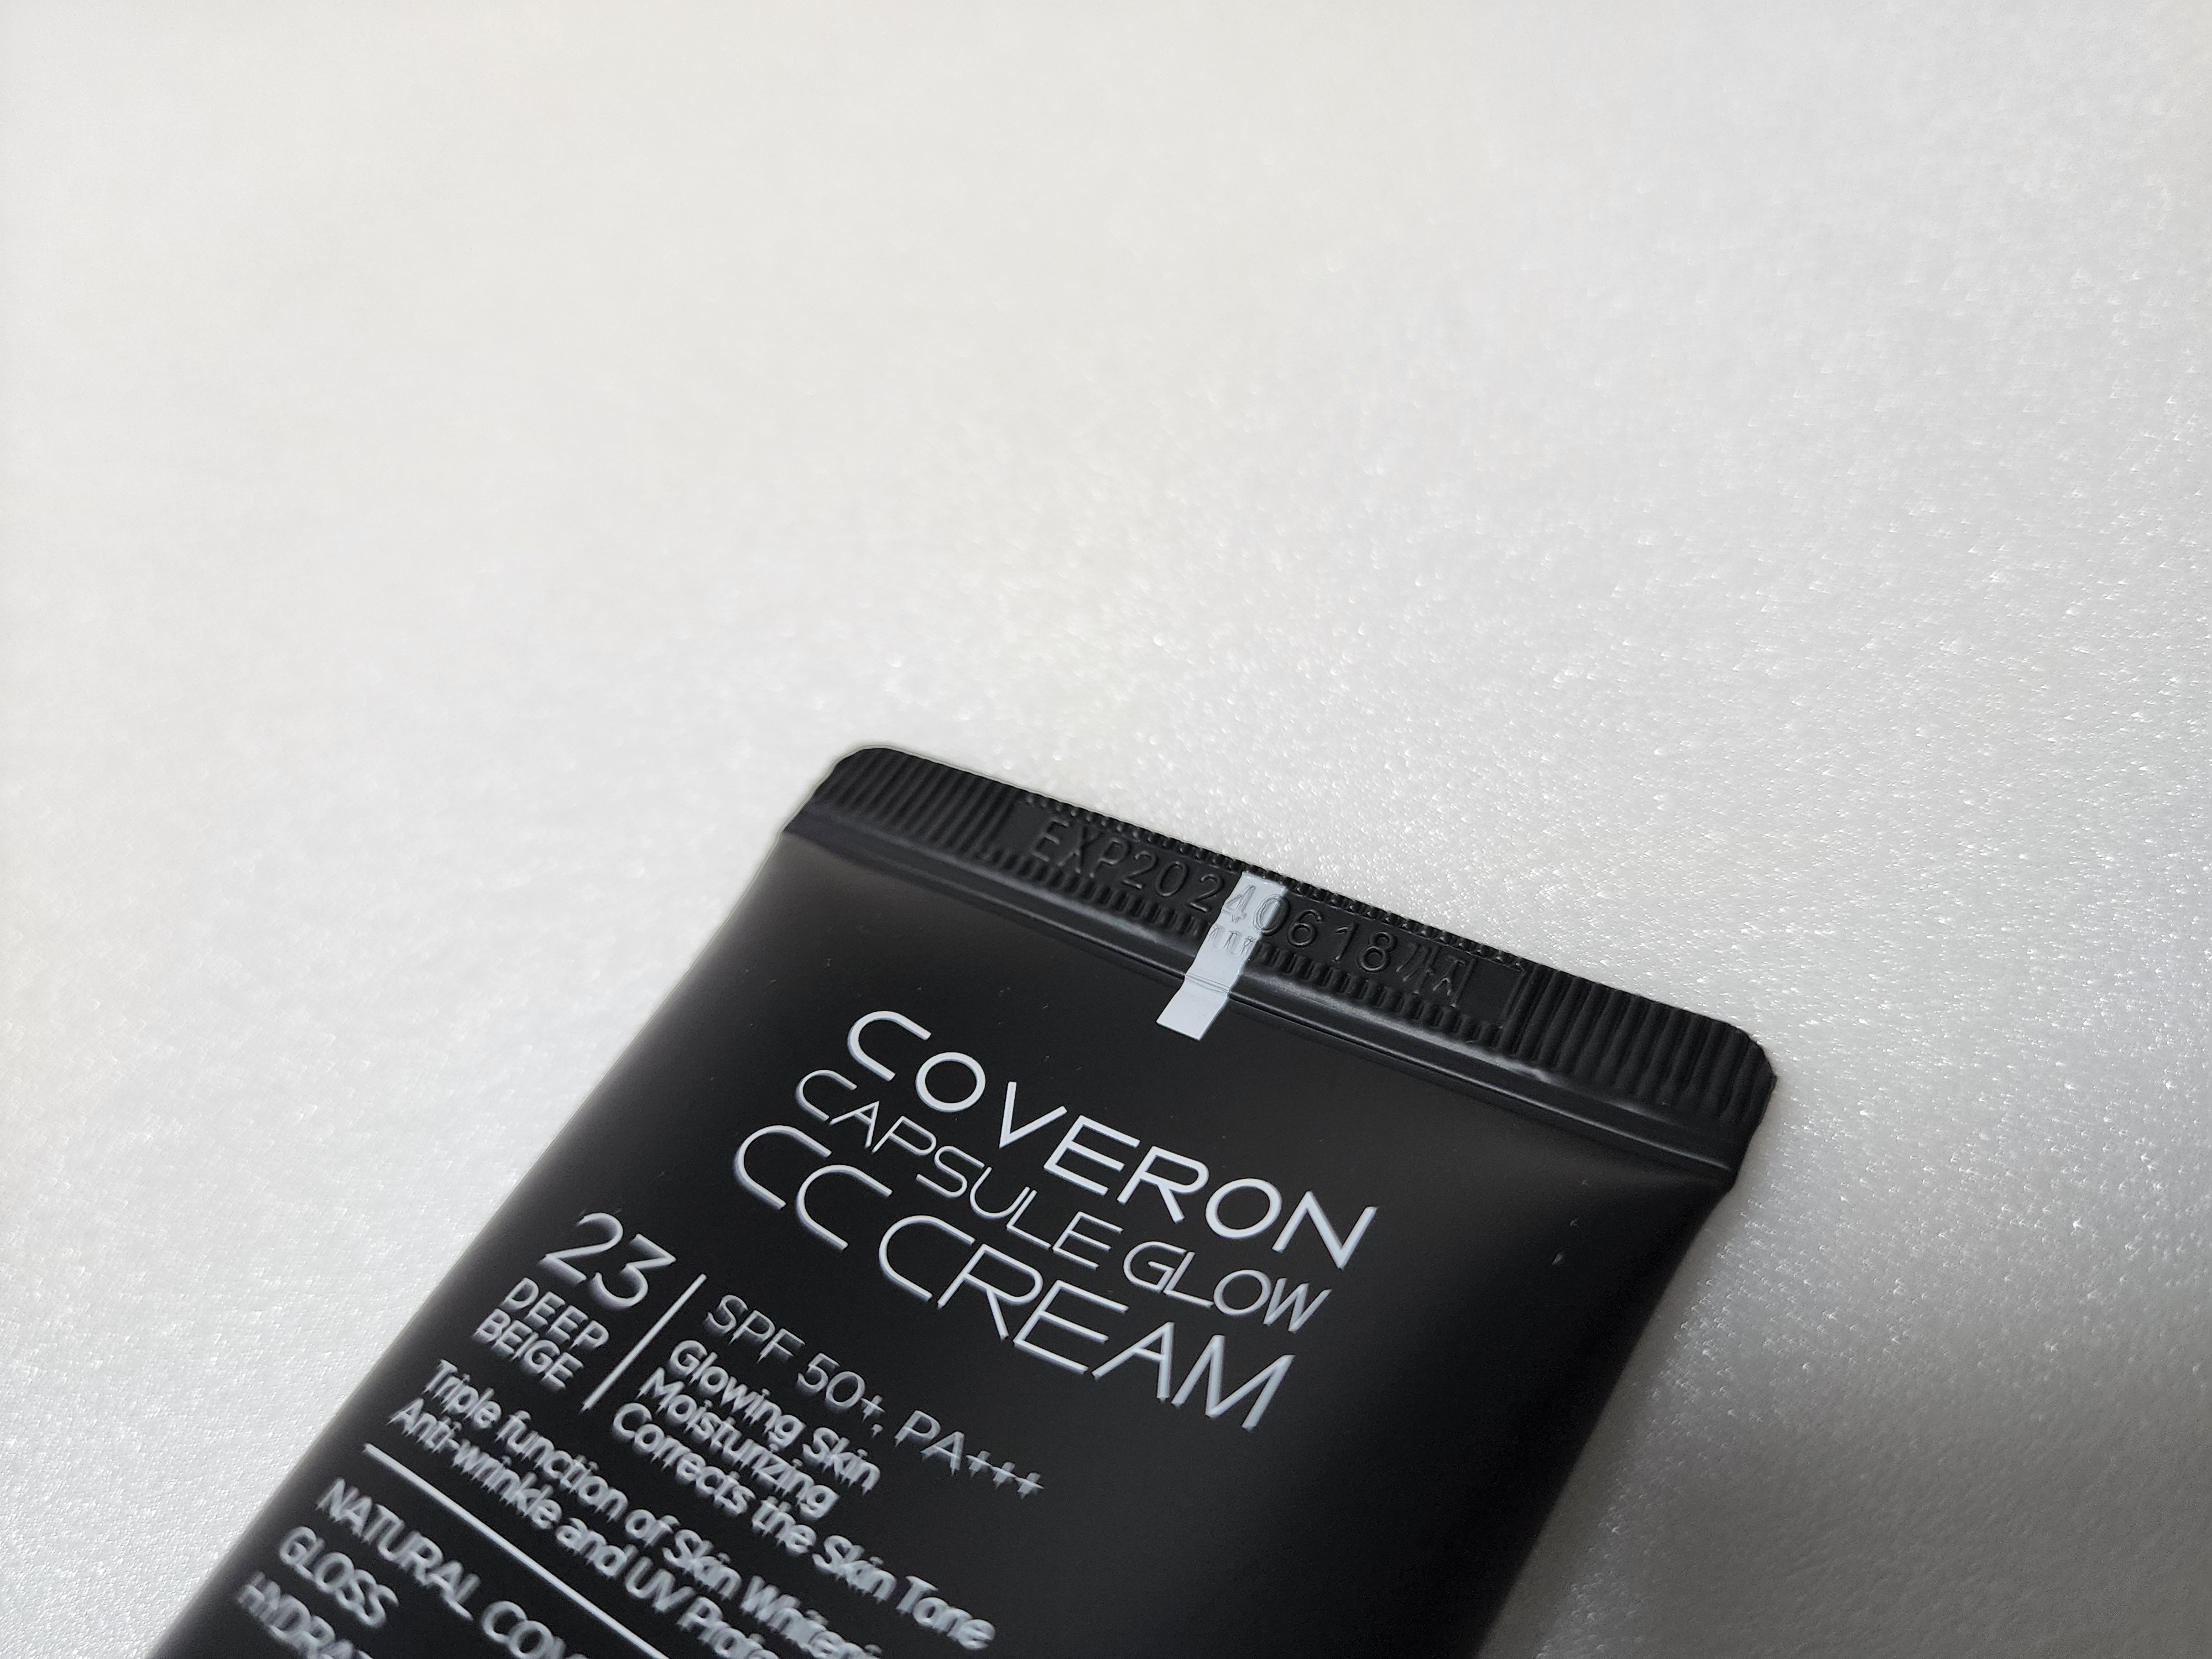 EXP20240618까지
COVERON
CAPSULE GLOW
CC CREAM
23
DEEP
BEIGE
SPF 50+, PA+++
Glowing Skin
Moisturizing
Corrects the Skin Tone
Triple function of Skin
Anti-wrinkle and UV
NATURAL
GLOSS